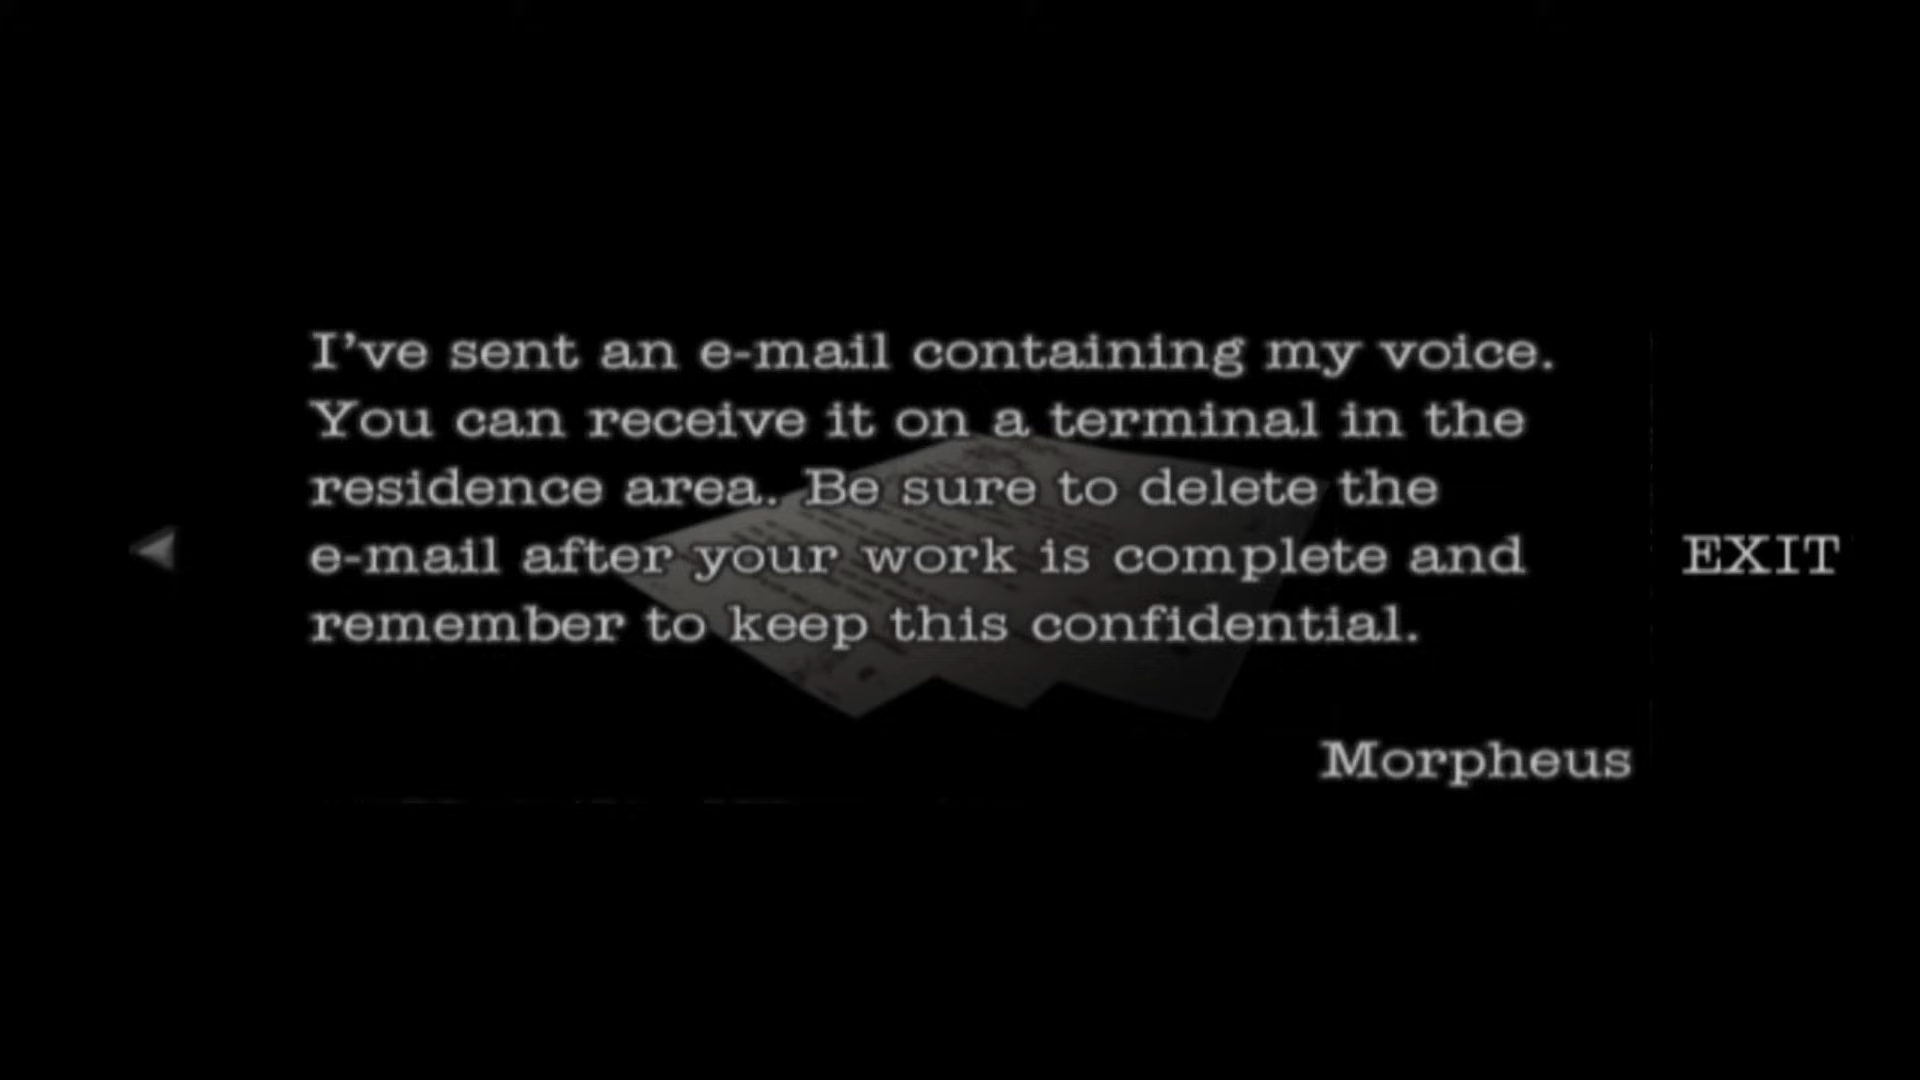 I've sent an e-mail containing my voice.
You can receive it on a terminal in the
residence area. Be sure to delete the
e-mail after your work is complete and
remember to keep this confidential.
EXIT
Morpheus